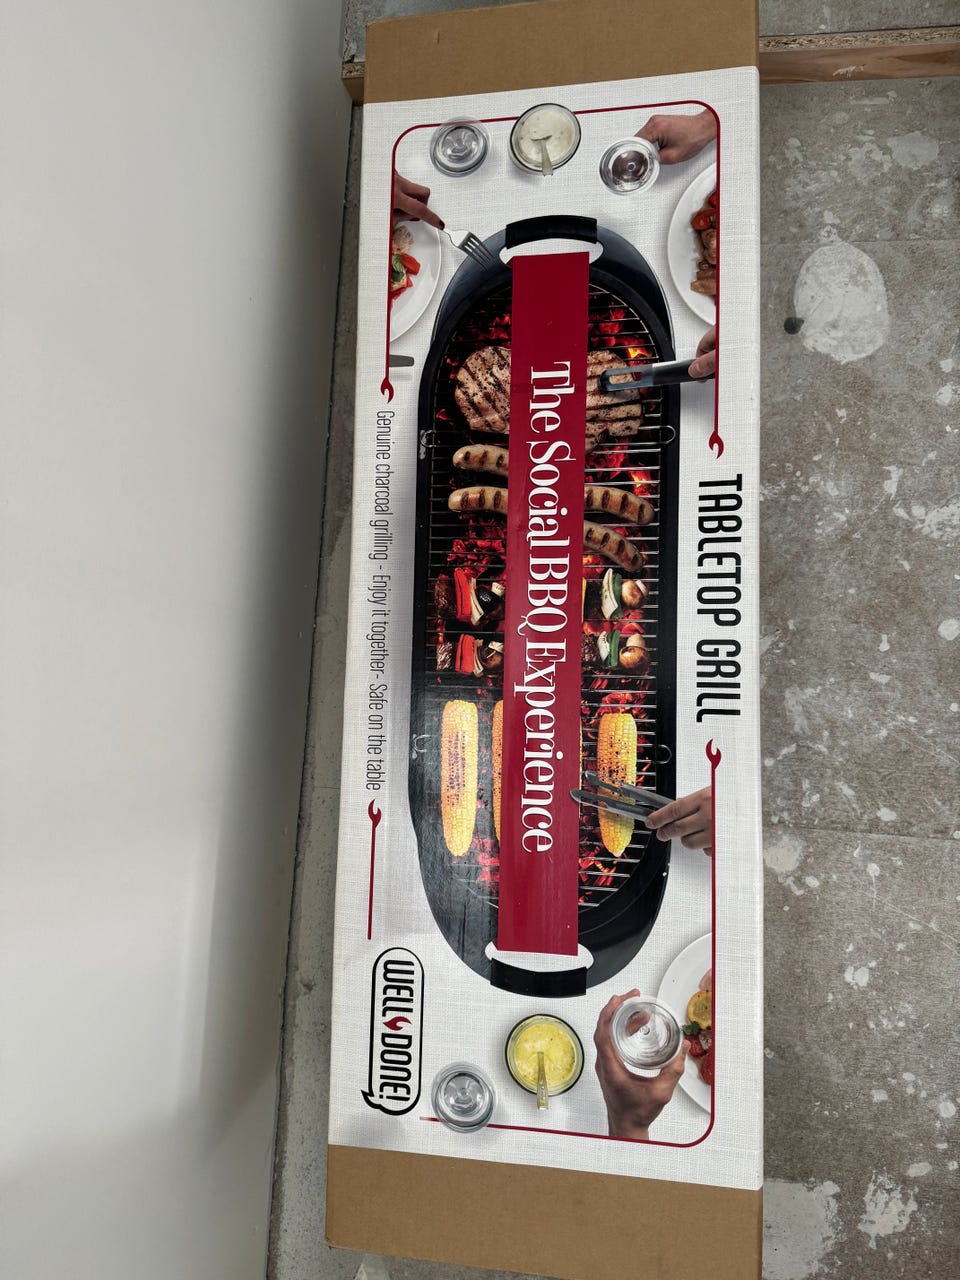 TABLETOP GRILL
The Social BBQ Experience
Genuine charcoal grilling - Enjoy it together- Safe on the table
WELL DONE!